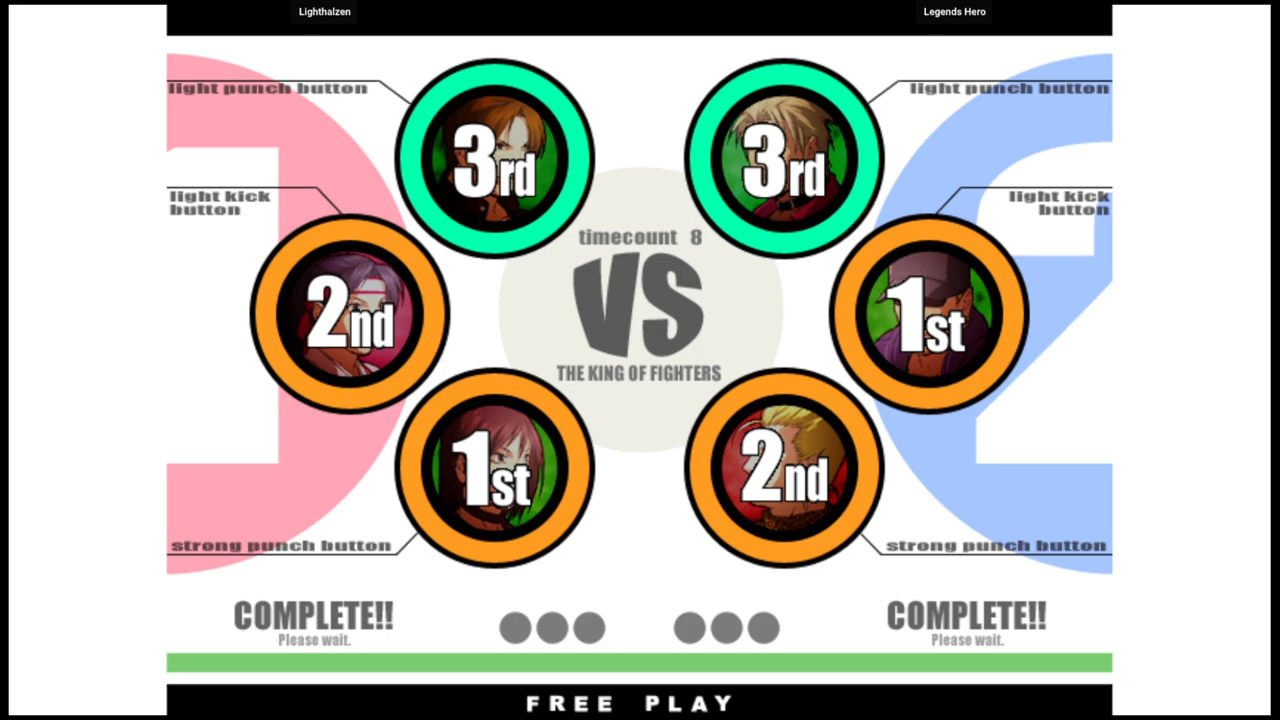 Lighthalzen
Legends Hero
light punch button
light punch button
3rd
3rd
light kick
button
light kick
button
timecount 8
VS
THE KING OF FIGHTERS
2nd
1st
1st
2nd
strong punch button
strong punch button
COMPLETE!!
Please wait.
COMPLETE!!
Please wait.
FREE PLAY